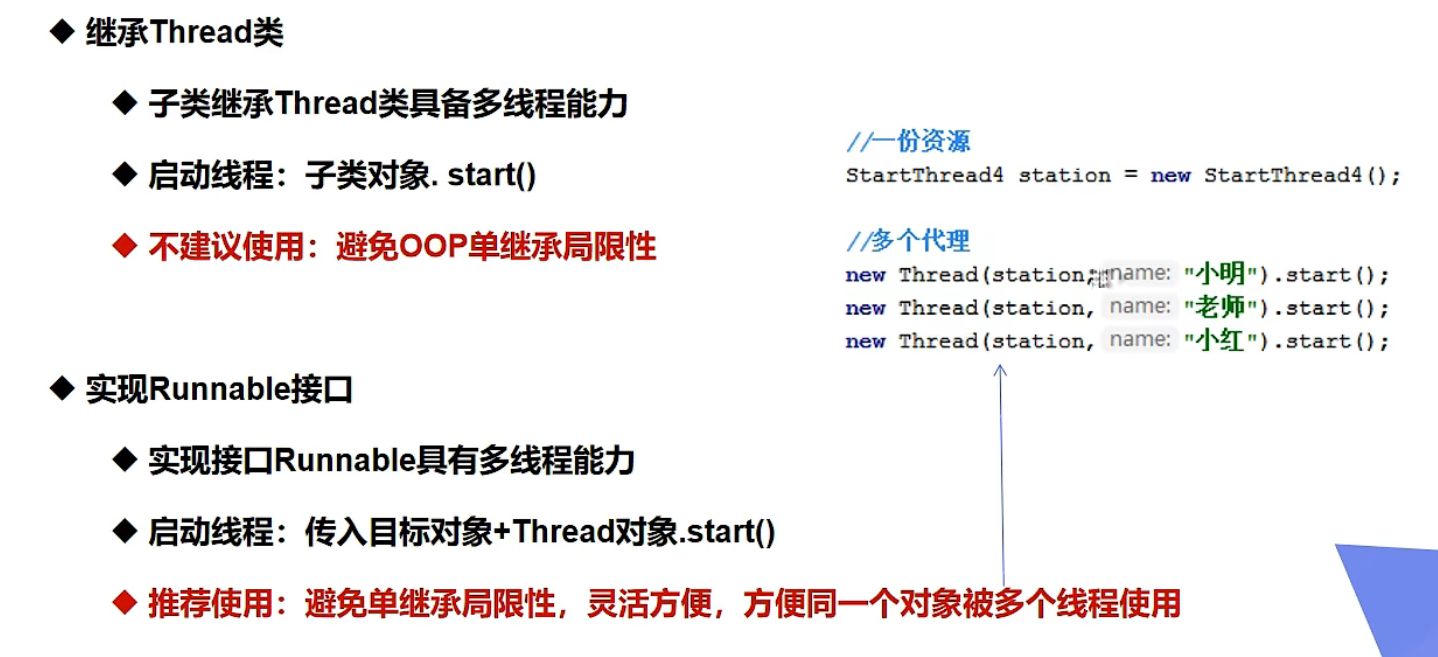 继承Thread类
子类继承Thread类具备多线程能力
启动线程：子类对象. start()
不建议使用：避免OOP单继承局限性
实现Runnable接口
实现接口Runnable具有多线程能力
启动线程：传入目标对象+Thread对象.start()
推荐使用：避免单继承局限性，灵活方便，方便同一个对象被多个线程使用
//一份资源
StartThread4 station = new StartThread4();
//多个代理
new Thread(station, name: "小明").start();
new Thread(station, name: "老师").start();
new Thread(station, name: "小红").start();